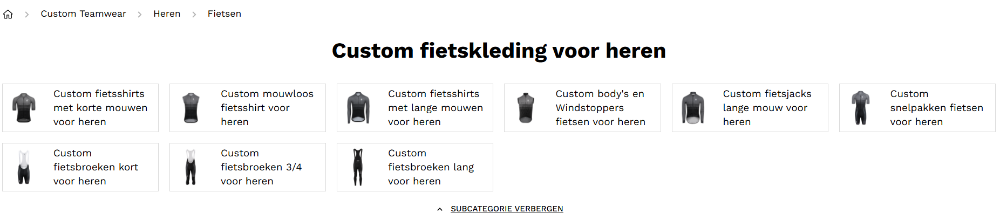 Custom Teamwear Heren Fietsen
Custom fietskleding voor heren
Custom fietsshirts
met korte mouwen
voor heren
Custom mouwloos
fietsshirt voor
heren
Custom fietsshirts
met lange mouwen
voor heren
Custom body's en
Windstoppers
fietsen voor heren
Custom fietsjacks
lange mouw voor
heren
Custom
snelpakken fietsen
voor heren
Custom
fietsbroeken kort
voor heren
Custom
fietsbroeken 3/4
voor heren
Custom
fietsbroeken lang
voor heren
SUBCATEGORIE VERBERGEN